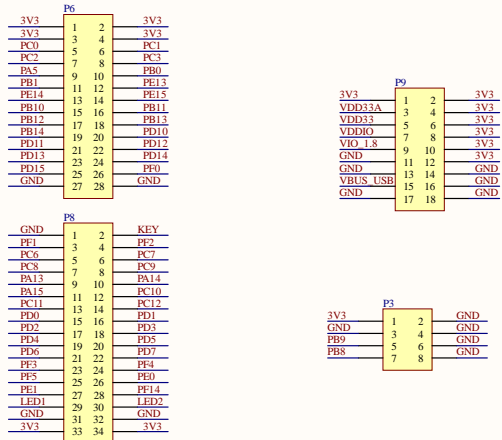 P6
3V3 1 2 3V3
3V3 3 4 3V3
PC0 5 6 PC1
PC2 7 8 PC3
PA5 9 10 PB0
PB1 11 12 PE13
PE14 13 14 PE15
PB10 15 16 PB11
PB12 17 18 PB13
PB14 19 20 PD10
PD11 21 22 PD12
PD13 23 24 PD14
PD15 25 26 PF0
GND 27 28 GND
P8
GND 1 2 KEY
PF1 3 4 PF2
PC6 5 6 PC7
PC8 7 8 PC9
PA13 9 10 PA14
PA15 11 12 PC10
PC11 13 14 PC12
PD0 15 16 PD1
PD2 17 18 PD3
PD4 19 20 PD5
PD6 21 22 PD7
PF3 23 24 PF4
PF5 25 26 PE0
PE1 27 28 PF14
LED1 29 30 LED2
GND 31 32 GND
3V3 33 34 3V3
P9
3V3 1 2 3V3
VDD33A 3 4 3V3
VDD33 5 6 3V3
VDDIO 7 8 3V3
VIO_1.8 9 10 3V3
GND 11 12 3V3
GND 13 14 GND
VBUS_USB 15 16 GND
GND 17 18 GND
P3
3V3 1 2 GND
GND 3 4 GND
PB9 5 6 GND
PB8 7 8 GND